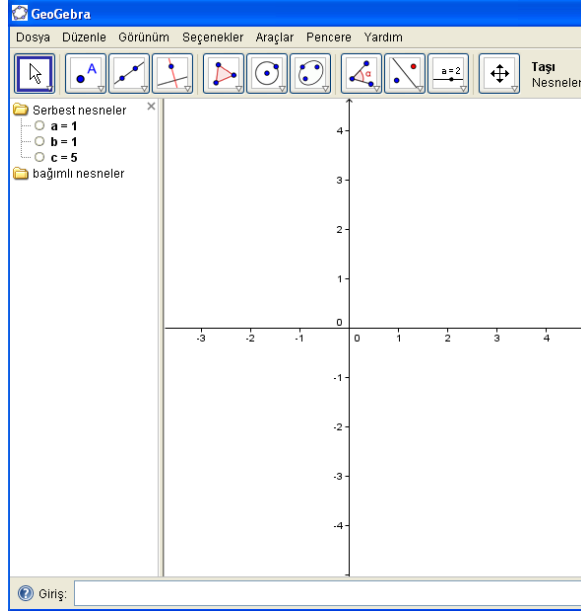 GeoGebra
Dosya Düzenle Görünüm Seçenekler Araçlar Pencere Yardım
A α a = 2 Taşı
Nesneler
Serbest nesneler
a = 1
b = 1
c = 5
bağımlı nesneler
4
3
2
1
0
-3 -2 -1 0 1 2 3 4
-1
-2
-3
-4
Giriş: